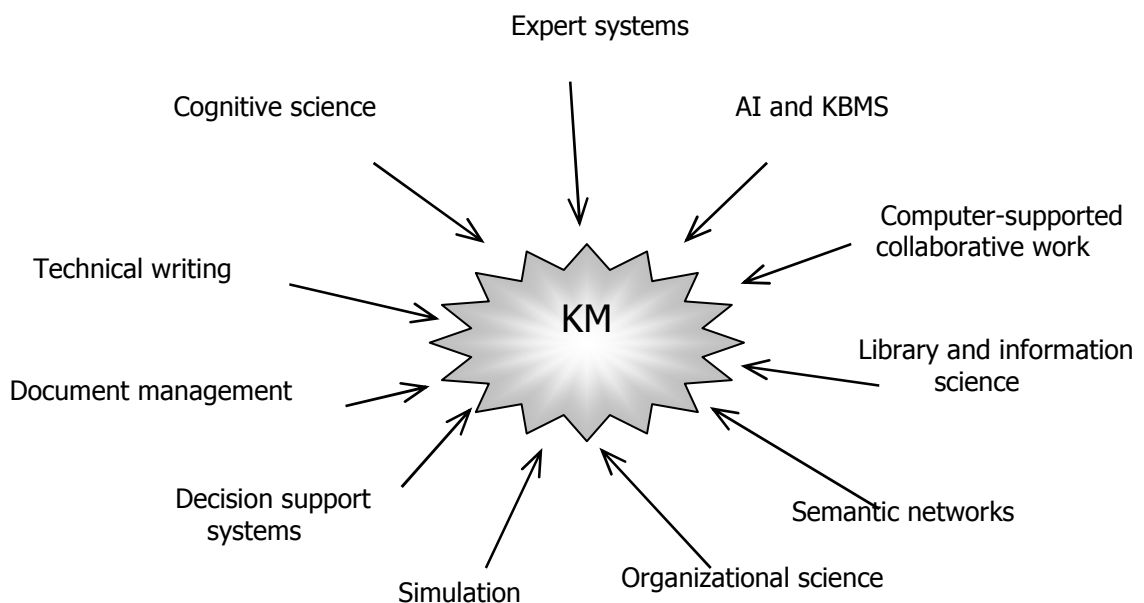 Expert systems
Cognitive science
AI and KBMS
Computer-supported
collaborative work
Technical writing
KM
Library and information
science
Document management
Decision support
systems
Semantic networks
Simulation
Organizational science